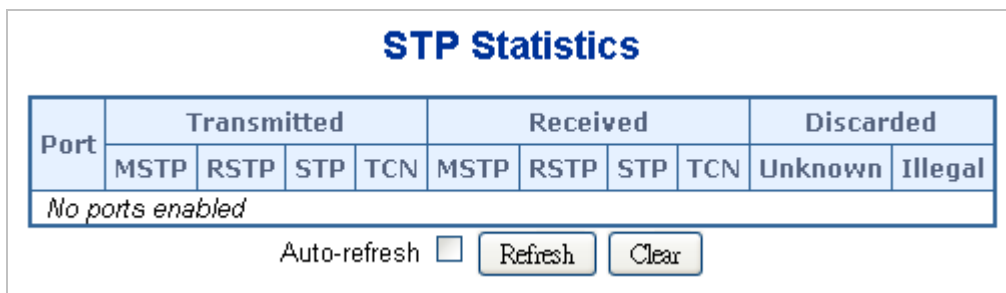 STP Statistics
Port Transmitted Received Discarded
MSTP RSTP STP TCN MSTP RSTP STP TCN Unknown Illegal
No ports enabled
Auto-refresh Refresh Clear